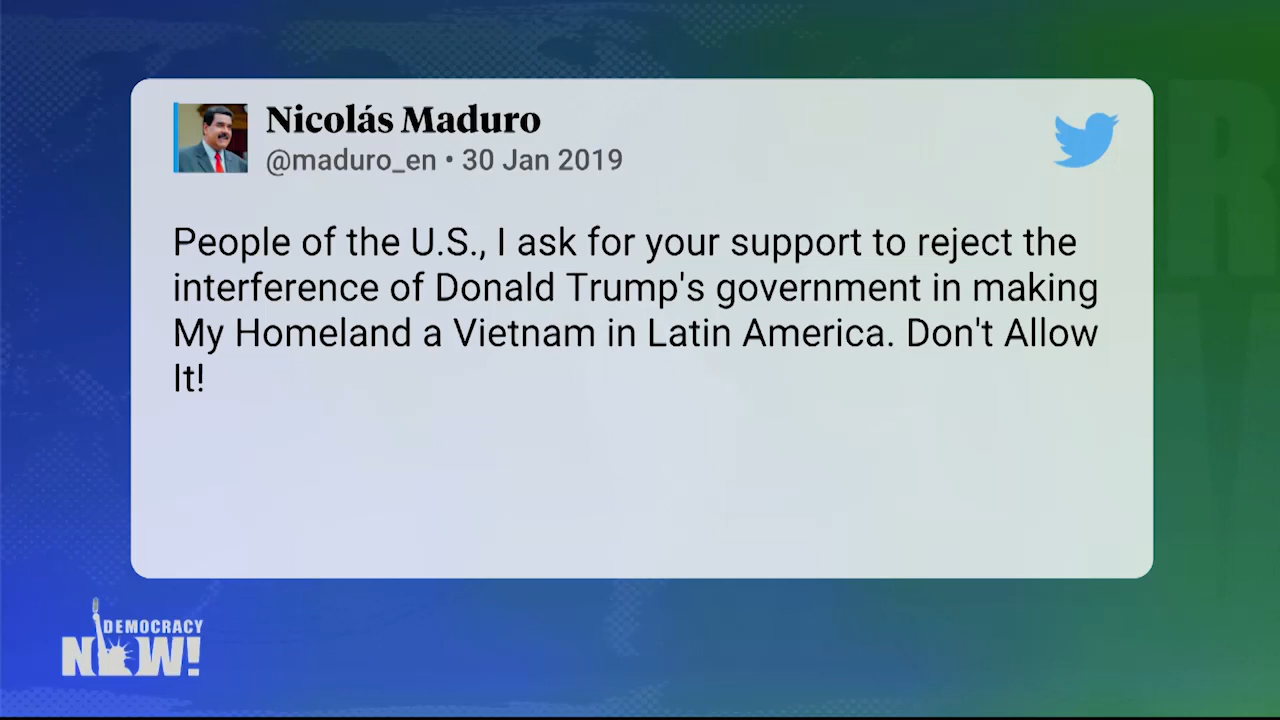 Nicolás Maduro
@maduro_en • 30 Jan 2019
People of the U.S., I ask for your support to reject the
interference of Donald Trump's government in making
My Homeland a Vietnam in Latin America. Don't Allow
It!
DEMOCRACY
NOW!